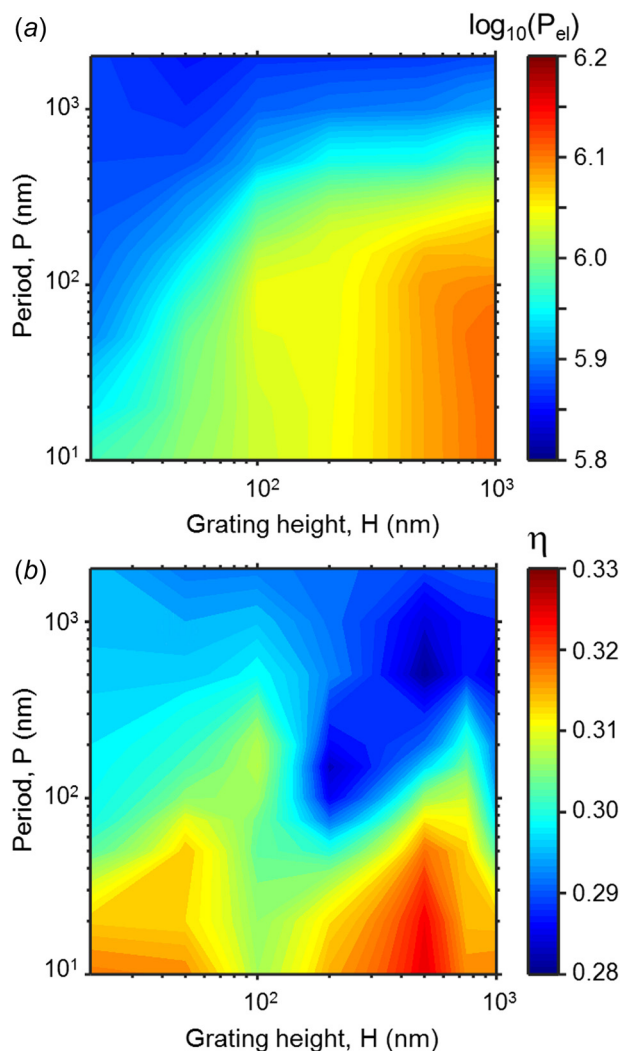 (a)
log₁₀(Pₑₗ)
6.2
6.1
6.0
5.9
5.8
10³
10²
10¹
Period, P (nm)
10² 10³
Grating height, H (nm)
(b)
η
0.33
0.32
0.31
0.30
0.29
0.28
10³
10²
10¹
Period, P (nm)
10² 10³
Grating height, H (nm)